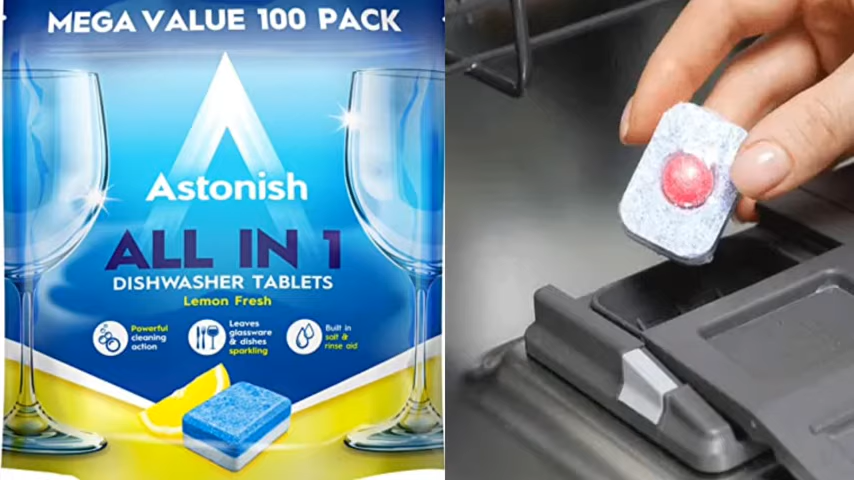 MEGA VALUE 100 PACK
Astonish
ALL IN 1
DISHWASHER TABLETS
Lemon Fresh
Powerful
cleaning
action
Leaves
glassware
& dishes
sparkling
Built in
salt &
rinse aid